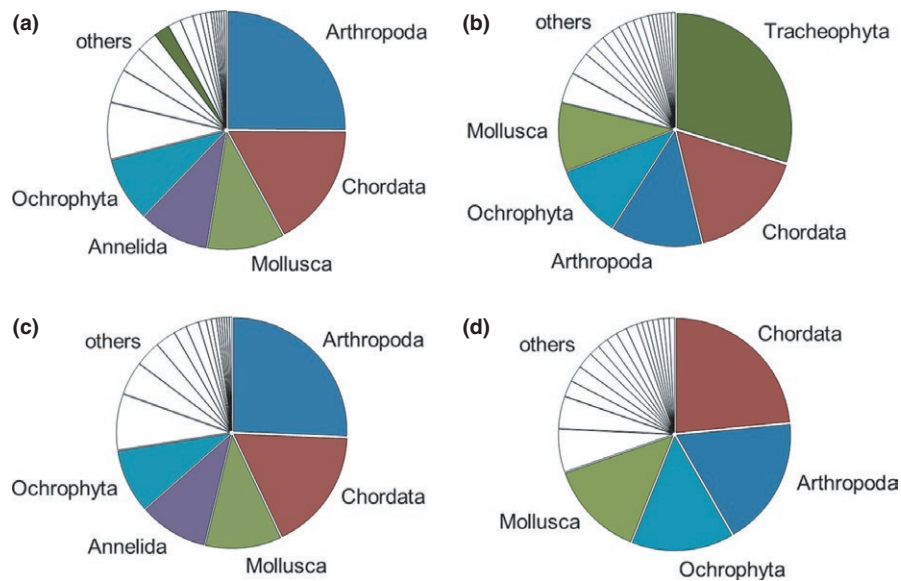 (a)
others
Arthropoda
Chordata
Mollusca
Annelida
Ochrophyta
(b)
others
Tracheophyta
Mollusca
Ochrophyta
Chordata
Arthropoda
(c)
others
Arthropoda
Ochrophyta
Chordata
Annelida
Mollusca
(d)
others
Chordata
Arthropoda
Mollusca
Ochrophyta